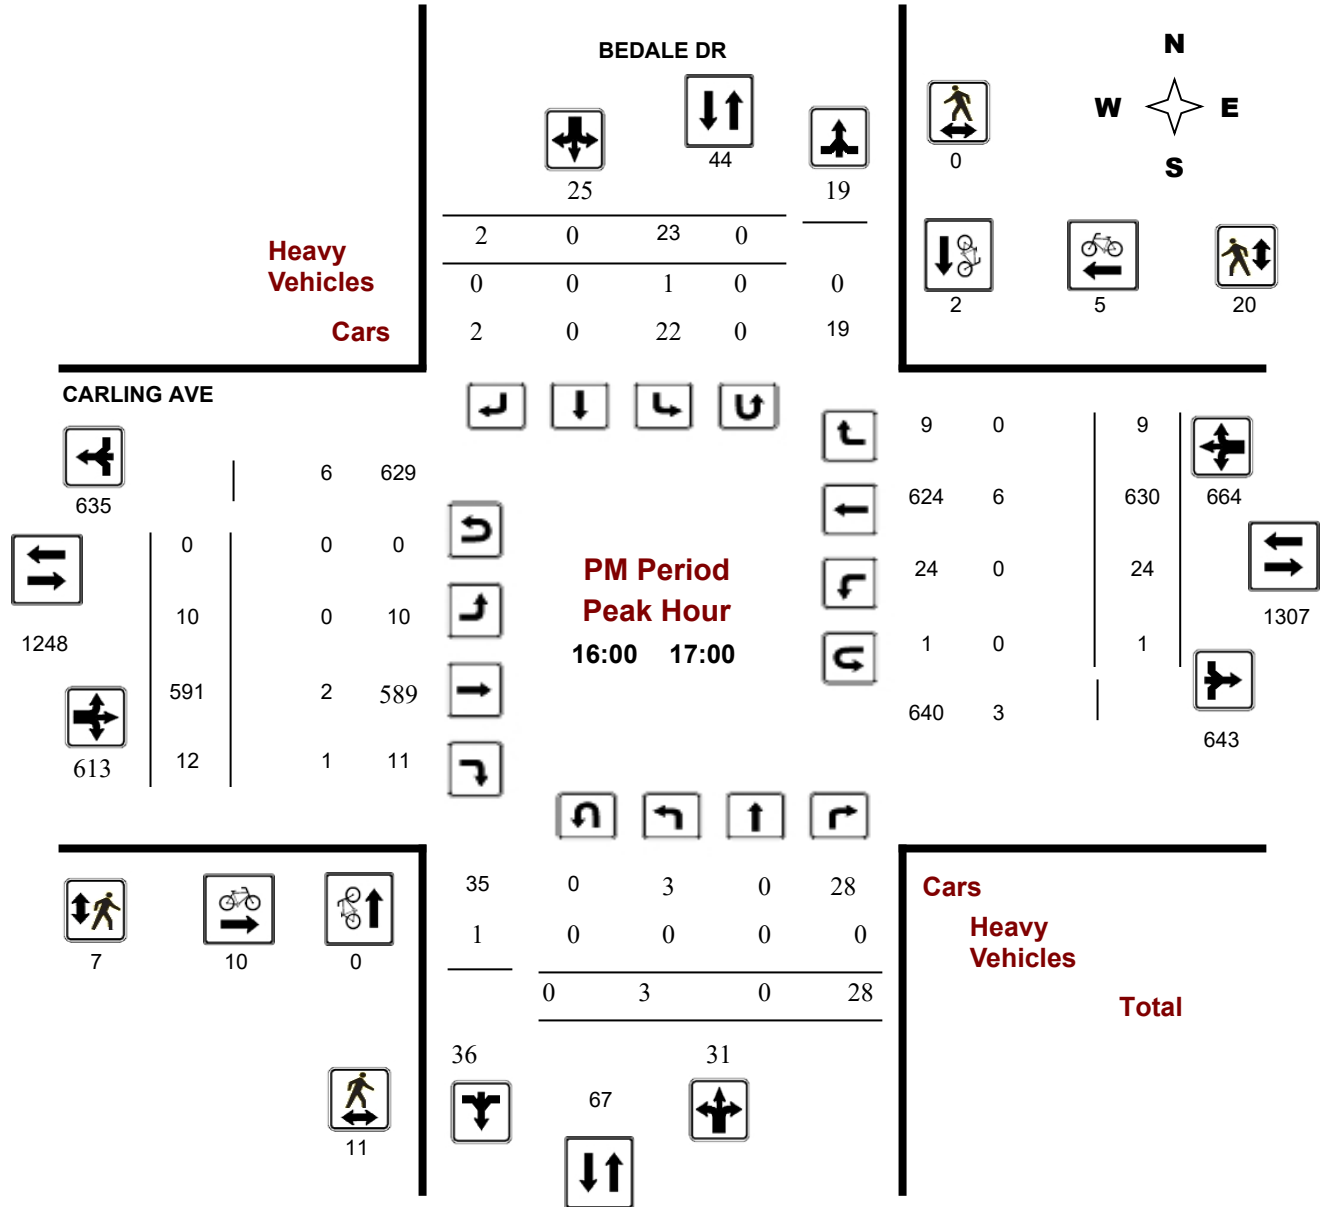 BEDALE DR
N
W E
S
44
0
25 19
2 0 23 0
Heavy
Vehicles
0 0 1 0 0
2 5 20
Cars
2 0 22 0 19
CARLING AVE
9 0 9
6 629
635
624 6 630 664
0 0 0
PM Period
24 0 24
Peak Hour
10 0 10
1307
1248
16:00 17:00
1 0 1
591 2 589
640 3
643
613
12 1 11
35 0 3 0 28
Cars
Heavy
Vehicles
1 0 0 0 0
7 10 0
0 3 0 28
Total
36 31
67
11